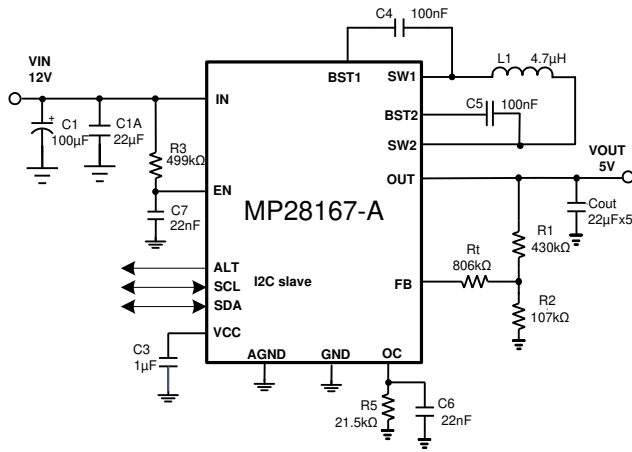 C4
100nF
BST1
SW1
L1
4.7µH
VIN
12V
IN
BST2
C5
100nF
C1
100µF
+
C1A
22µF
R3
499kΩ
SW2
VOUT
5V
OUT
EN
C7
22nF
MP28167-A
Cout
22µFx5
R1
430kΩ
Rt
806kΩ
ALT
SCL
SDA
I2C slave
FB
R2
107kΩ
VCC
C3
1µF
AGND
GND
OC
R5
21.5kΩ
C6
22nF